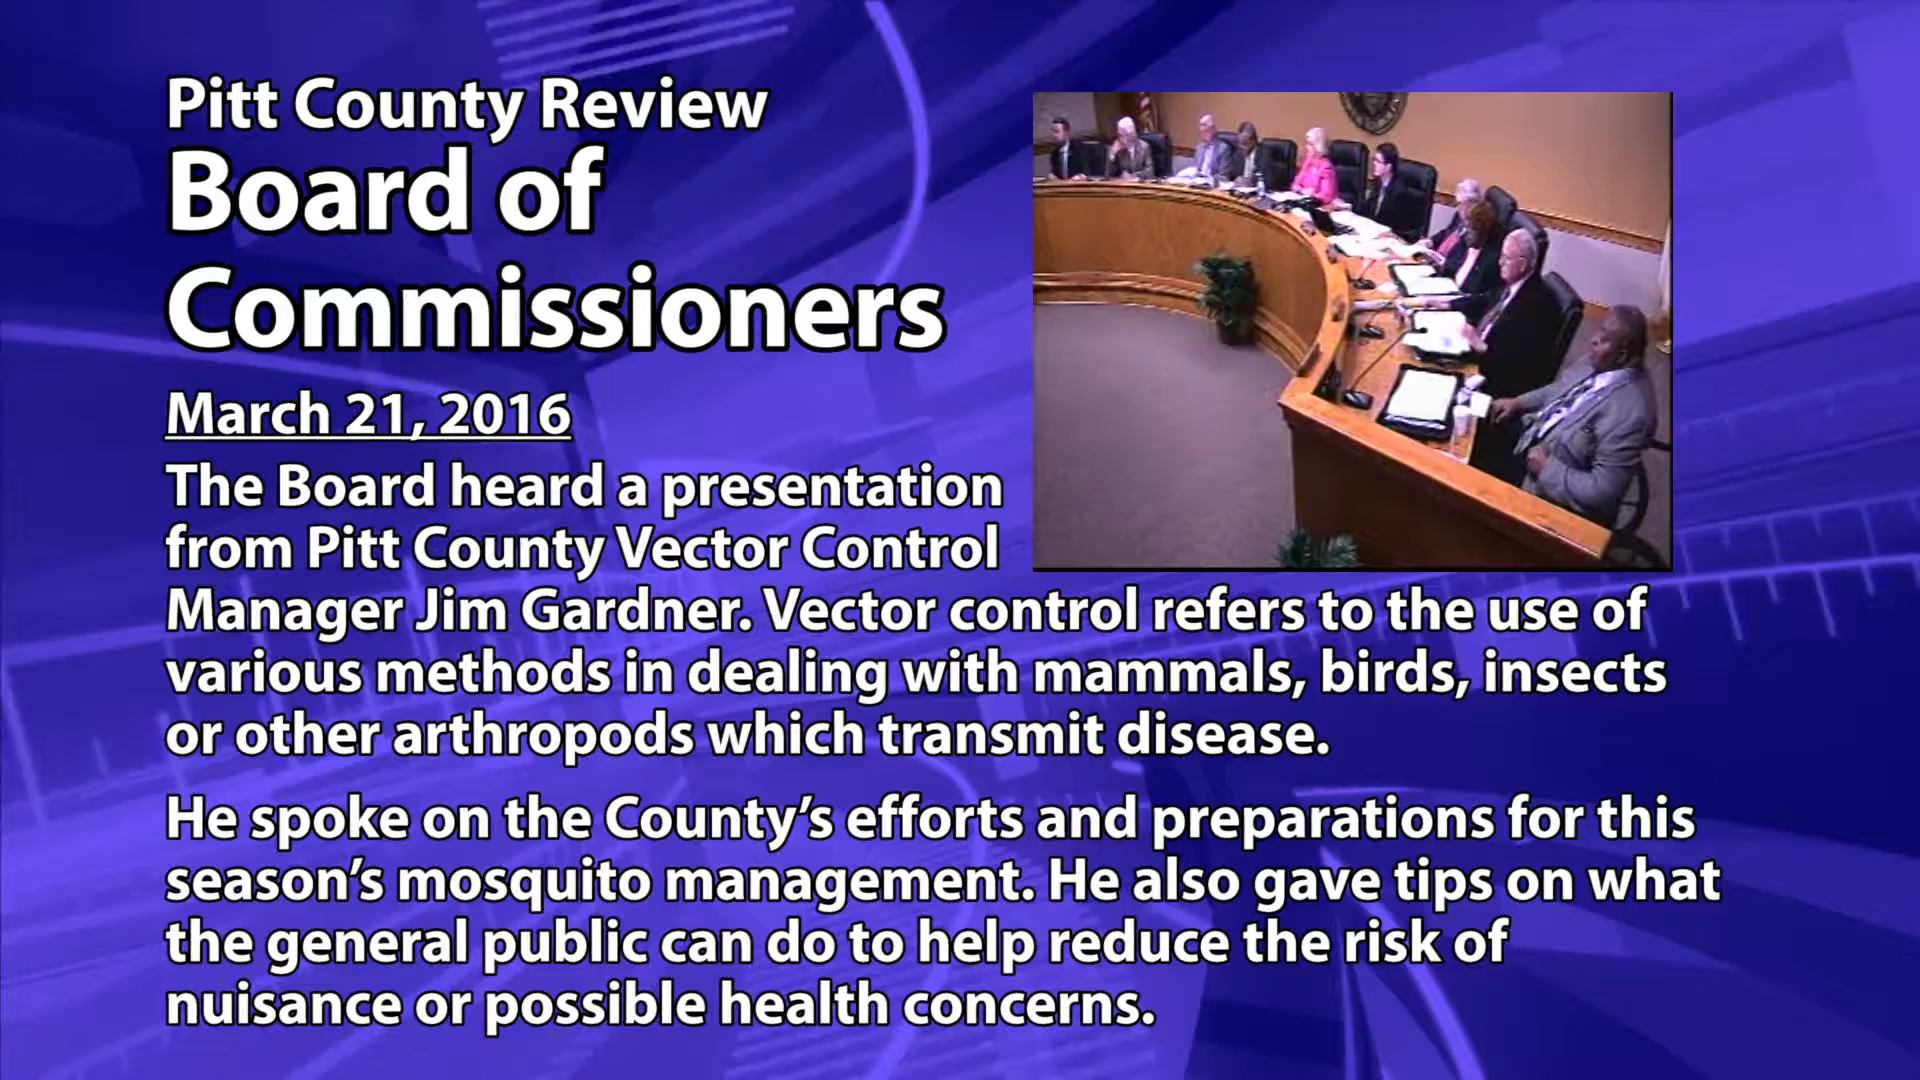 Pitt County Review
Board of
Commissioners
March 21, 2016
The Board heard a presentation
from Pitt County Vector Control
Manager Jim Gardner. Vector control refers to the use of
various methods in dealing with mammals, birds, insects
or other arthropods which transmit disease.
He spoke on the County’s efforts and preparations for this
season’s mosquito management. He also gave tips on what
the general public can do to help reduce the risk of
nuisance or possible health concerns.